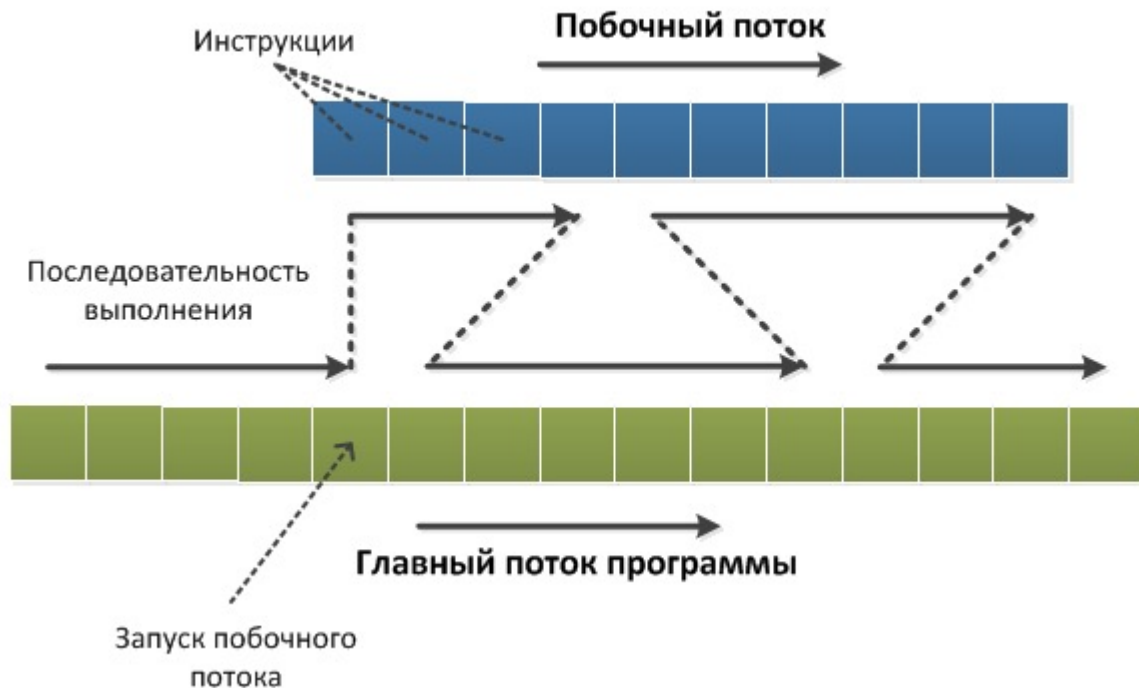 Побочный поток
Инструкции
Последовательность
выполнения
Главный поток программы
Запуск побочного
потока